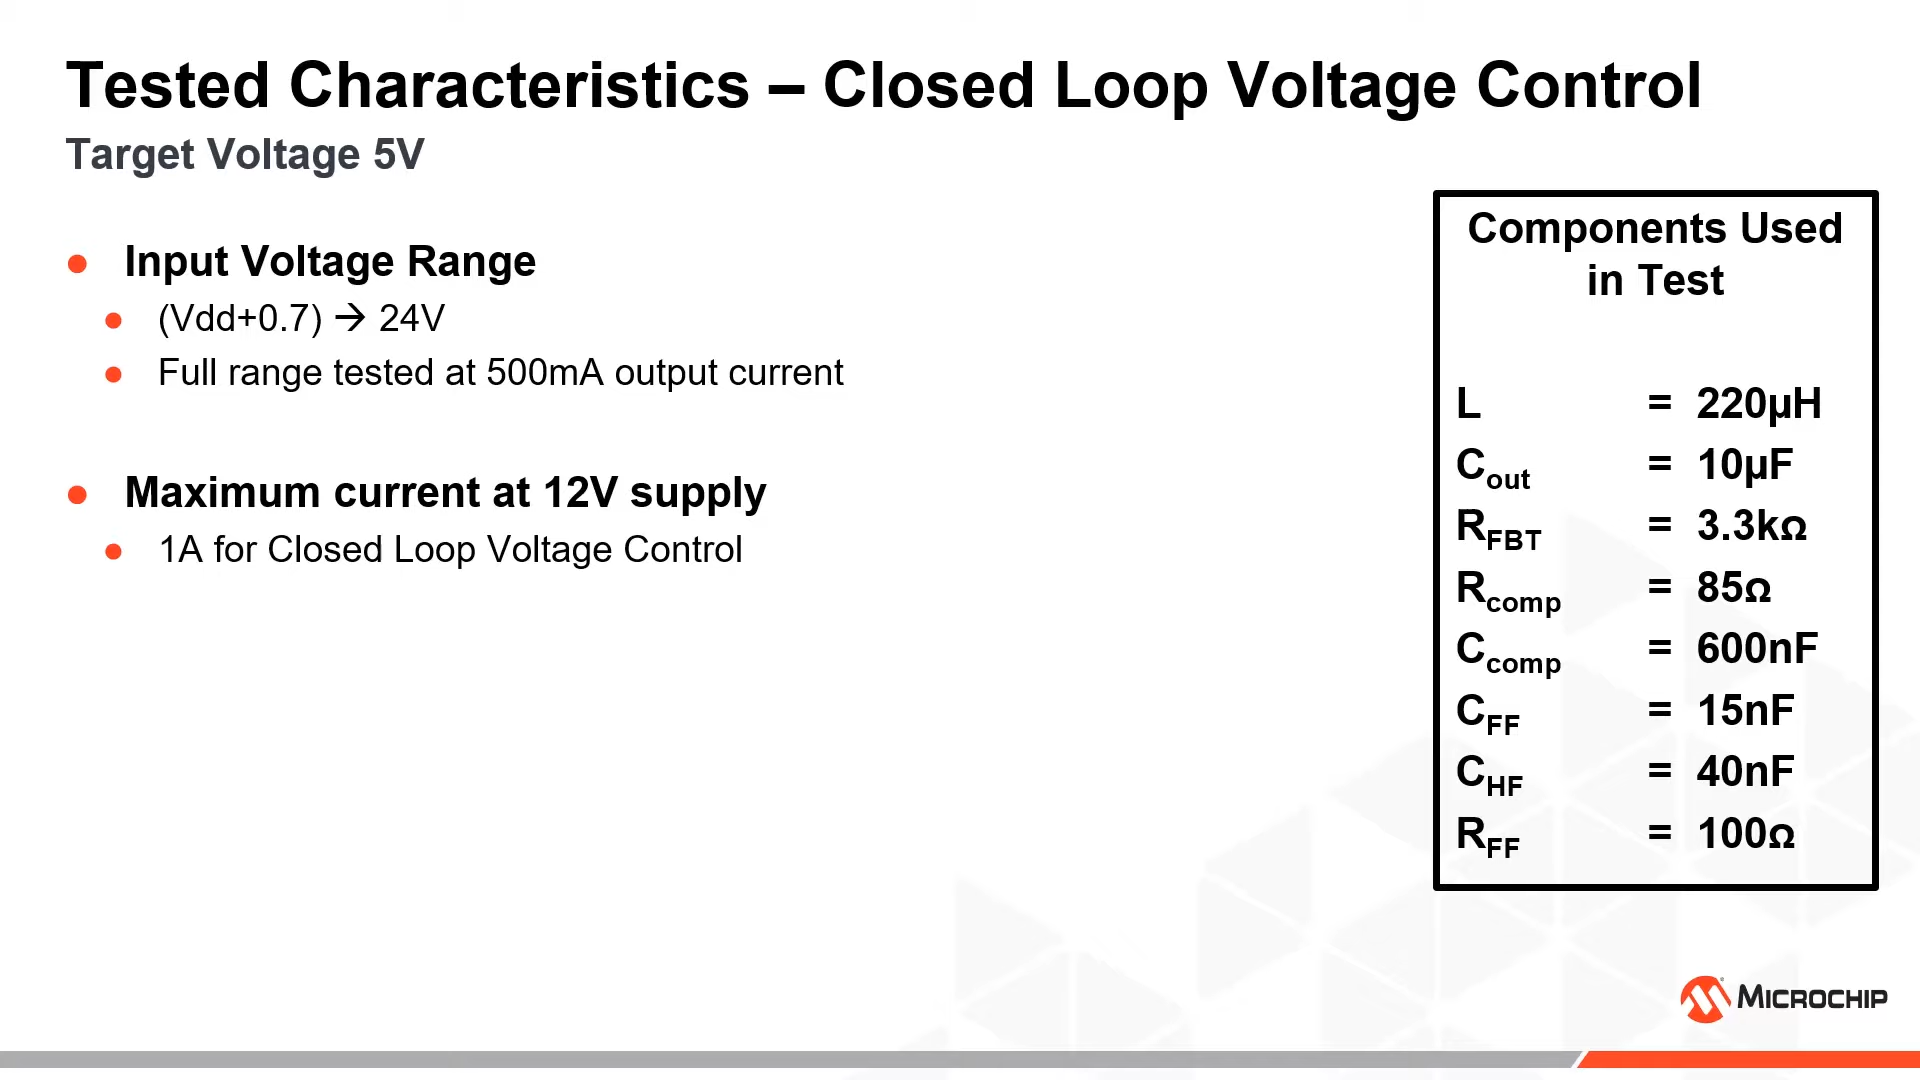 Tested Characteristics – Closed Loop Voltage Control
Target Voltage 5V
● Input Voltage Range
● (Vdd+0.7) → 24V
● Full range tested at 500mA output current
● Maximum current at 12V supply
● 1A for Closed Loop Voltage Control
Components Used
in Test
L = 220µH
Cout = 10µF
RFBT = 3.3kΩ
Rcomp = 85Ω
Ccomp = 600nF
CFF = 15nF
CHF = 40nF
RFF = 100Ω
MICROCHIP